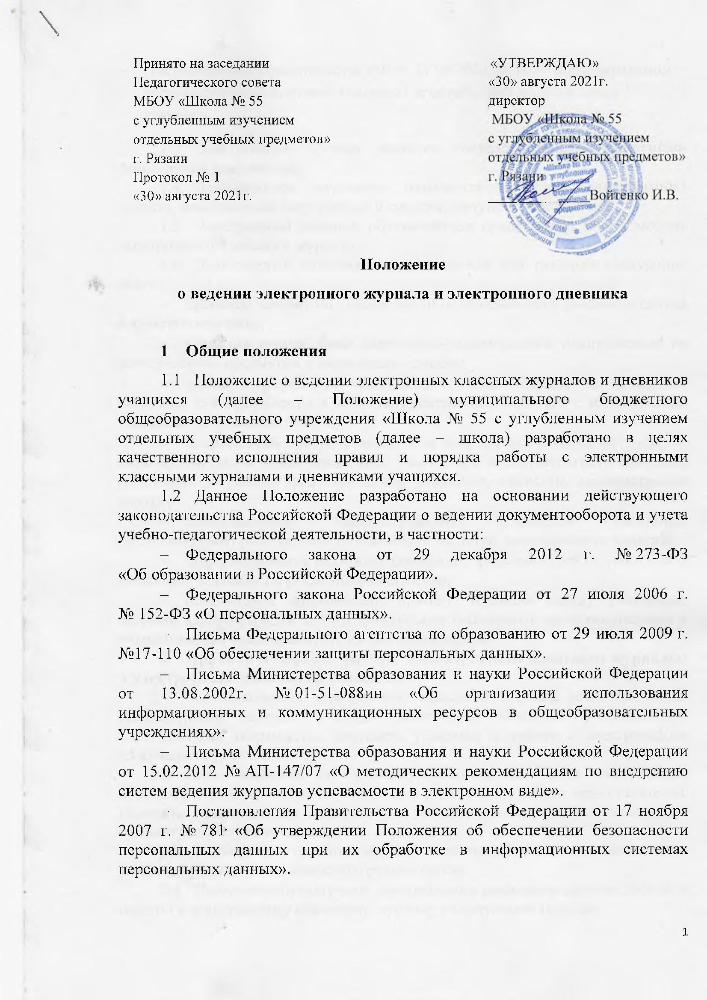 Принято на заседании
Педагогического совета
МБОУ «Школа № 55
с углубленным изучением
отдельных учебных предметов»
г. Рязани
Протокол № 1
«30» августа 2021г.
«УТВЕРЖДАЮ»
«30» августа 2021г.
директор
МБОУ «Школа № 55
с углубленным изучением
отдельных учебных предметов»
г. Рязани
Войтенко И.В.
«Школа № 55
с углубленным
изучением
отдельных
учебных
предметов»
Положение
о ведении электронного журнала и электронного дневника
1 Общие положения
1.1 Положение о ведении электронных классных журналов и дневников
учащихся (далее – Положение) муниципального бюджетного
общеобразовательного учреждения «Школа № 55 с углубленным изучением
отдельных учебных предметов (далее – школа) разработано в целях
качественного исполнения правил и порядка работы с электронными
классными журналами и дневниками учащихся.
1.2 Данное Положение разработано на основании действующего
законодательства Российской Федерации о ведении документооборота и учета
учебно-педагогической деятельности, в частности:
– Федерального закона от 29 декабря 2012 г. № 273-ФЗ
«Об образовании в Российской Федерации».
– Федерального закона Российской Федерации от 27 июля 2006 г.
№ 152-ФЗ «О персональных данных».
– Письма Федерального агентства по образованию от 29 июля 2009 г.
№17-110 «Об обеспечении защиты персональных данных».
– Письма Министерства образования и науки Российской Федерации
от 13.08.2002г. № 01-51-088ин «Об организации использования
информационных и коммуникационных ресурсов в общеобразовательных
учреждениях».
– Письма Министерства образования и науки Российской Федерации
от 15.02.2012 № АП-147/07 «О методических рекомендациям по внедрению
систем ведения журналов успеваемости в электронном виде».
– Постановления Правительства Российской Федерации от 17 ноября
2007 г. № 781 «Об утверждении Положения об обеспечении безопасности
персональных данных при их обработке в информационных системах
персональных данных».
1